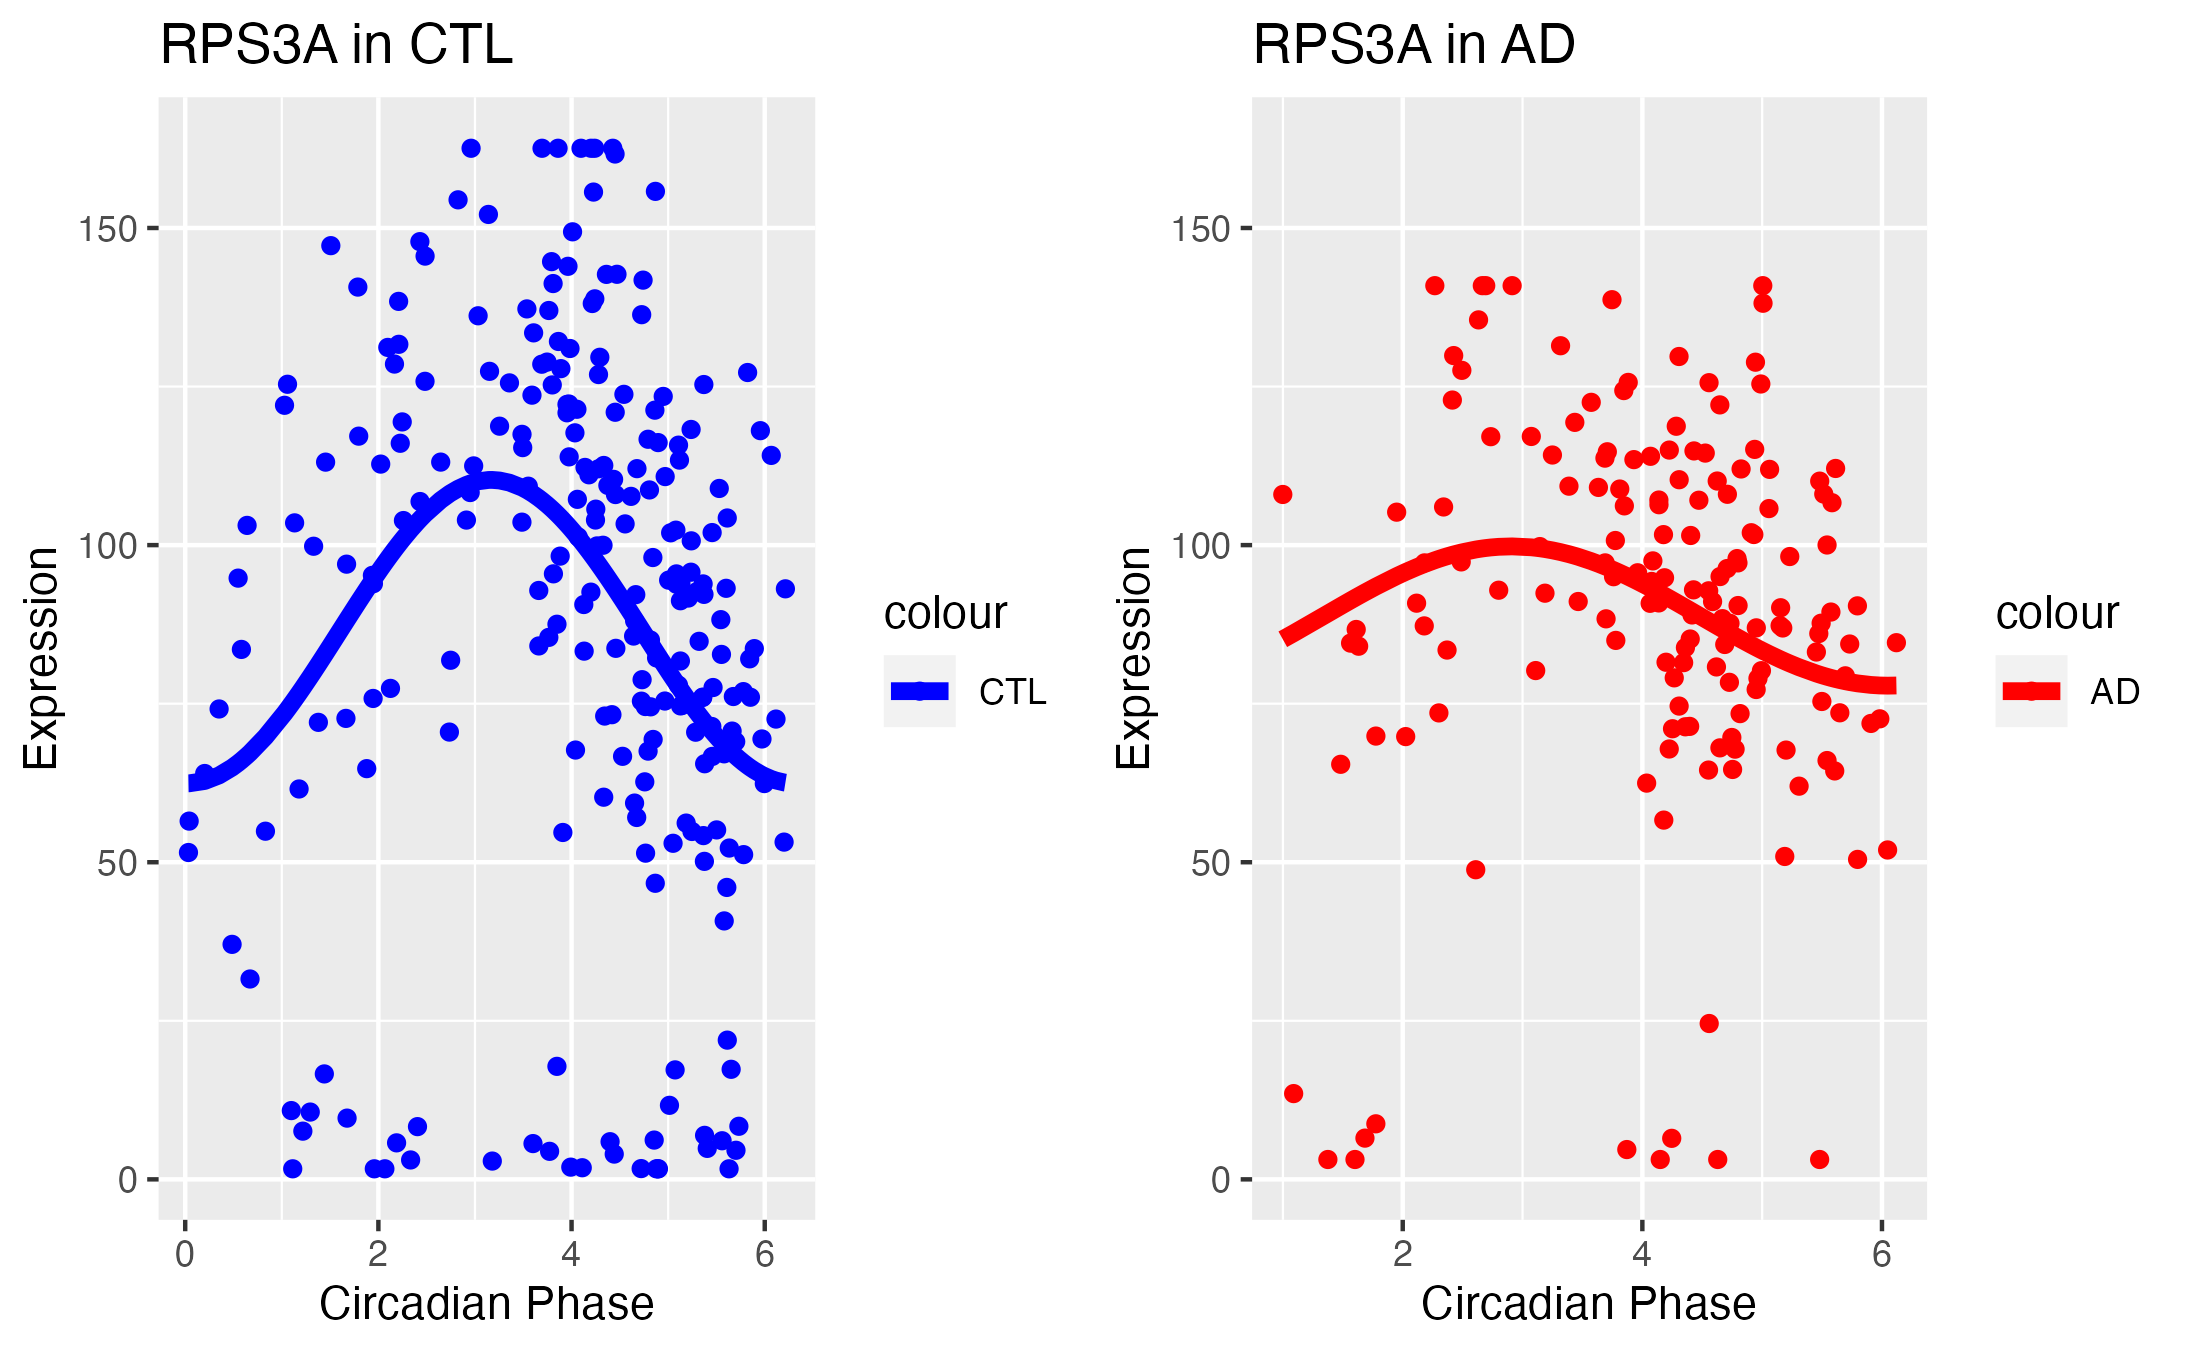 RPS3A in CTL
Expression
150
100
50
0
0 2 4 6
Circadian Phase
colour
CTL
RPS3A in AD
Expression
150
100
50
0
2 4 6
Circadian Phase
colour
AD